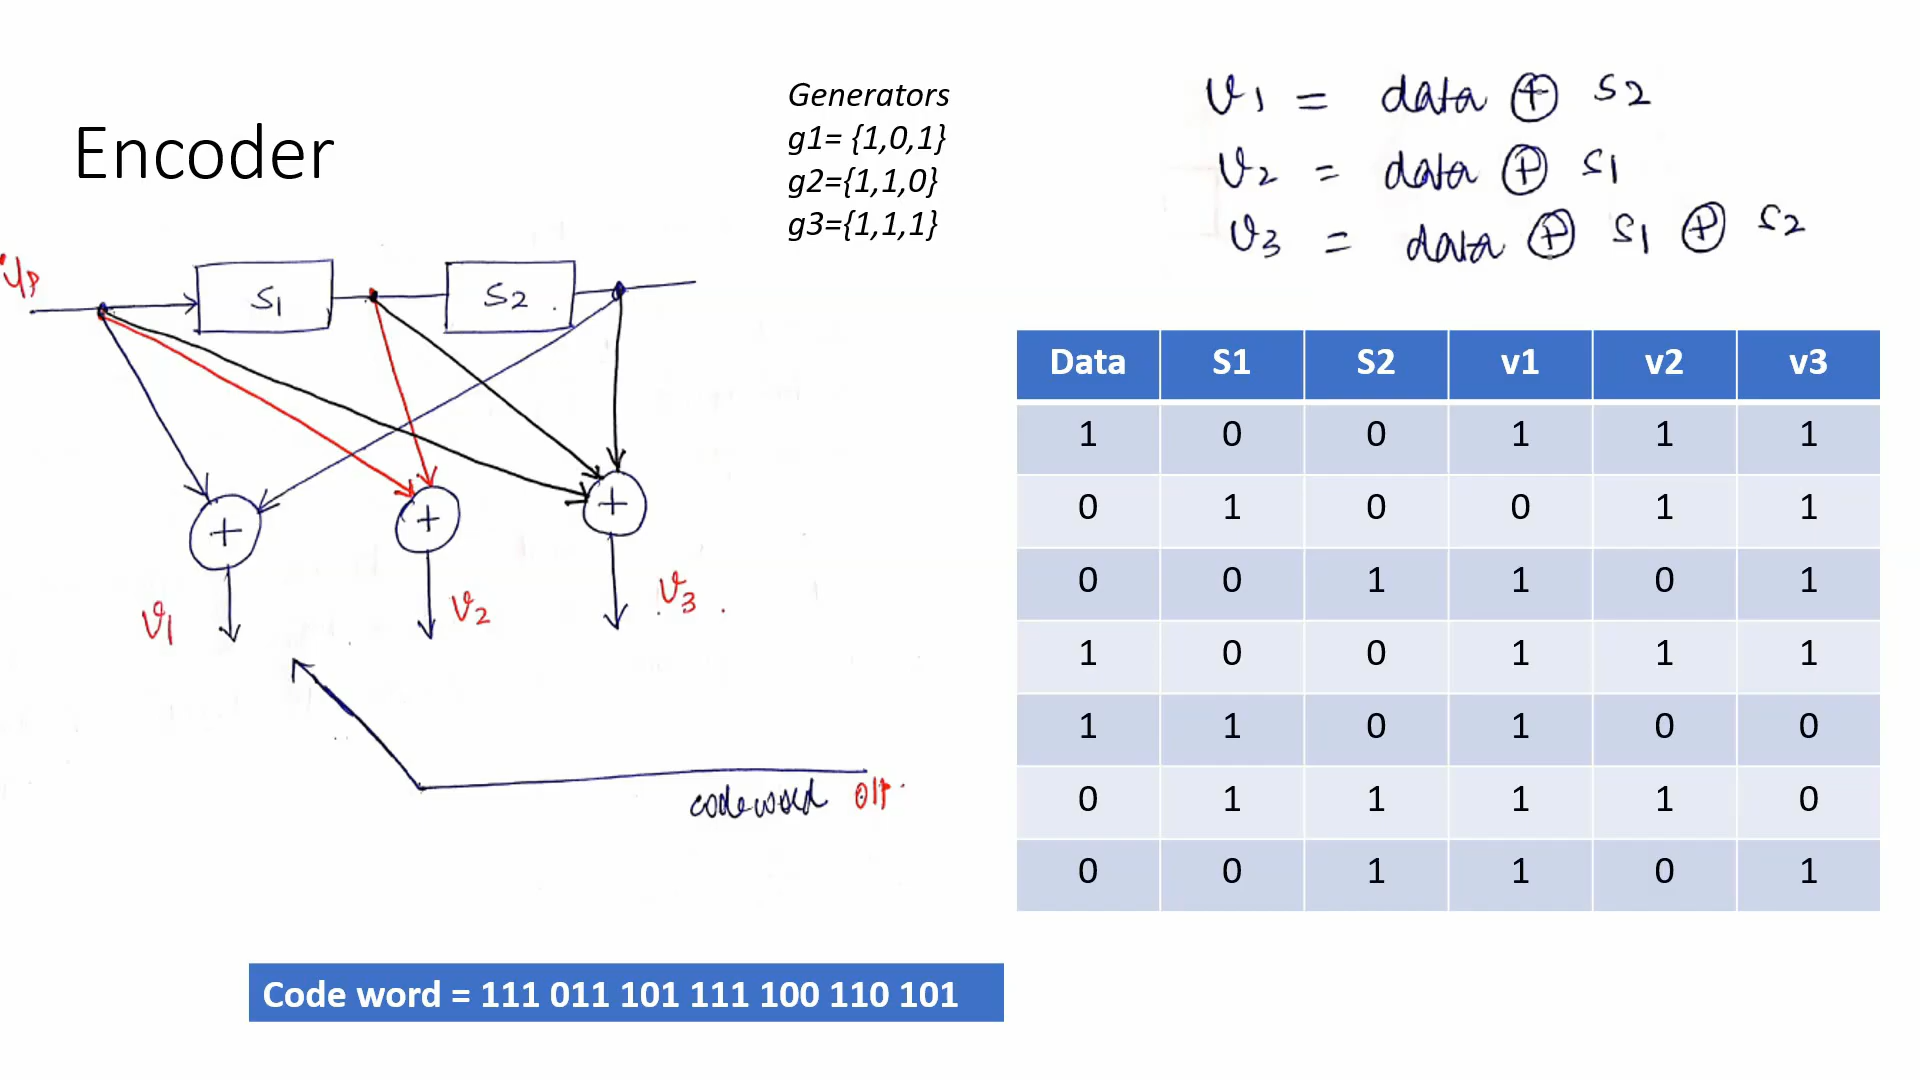 Encoder
Generators
g1= {1,0,1}
g2={1,1,0}
g3={1,1,1}
v1 = data ⊕ S2
v2 = data ⊕ S1
v3 = data ⊕ S1 ⊕ S2
i/p
S1
S2
+
+
+
v1
v2
v3
codeword o/p
Data S1 S2 v1 v2 v3
1 0 0 1 1 1
0 1 0 0 1 1
0 0 1 1 0 1
1 0 0 1 1 1
1 1 0 1 0 0
0 1 1 1 1 0
0 0 1 1 0 1
Code word = 111 011 101 111 100 110 101